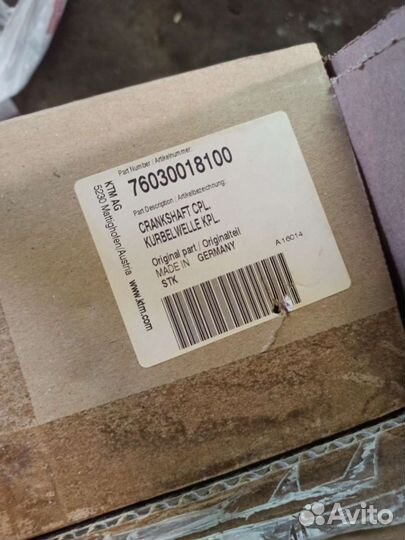 KTM AG
5230 Mattighofen/Austria
www.ktm.com
Part Number / Artikelnummer:
76030018100
Part Description / Artikelbezeichnung:
CRANKSHAFT CPL.
KURBELWELLE KPL.
Original part / Originalteil
MADE IN GERMANY
A 16014
STK
Avito